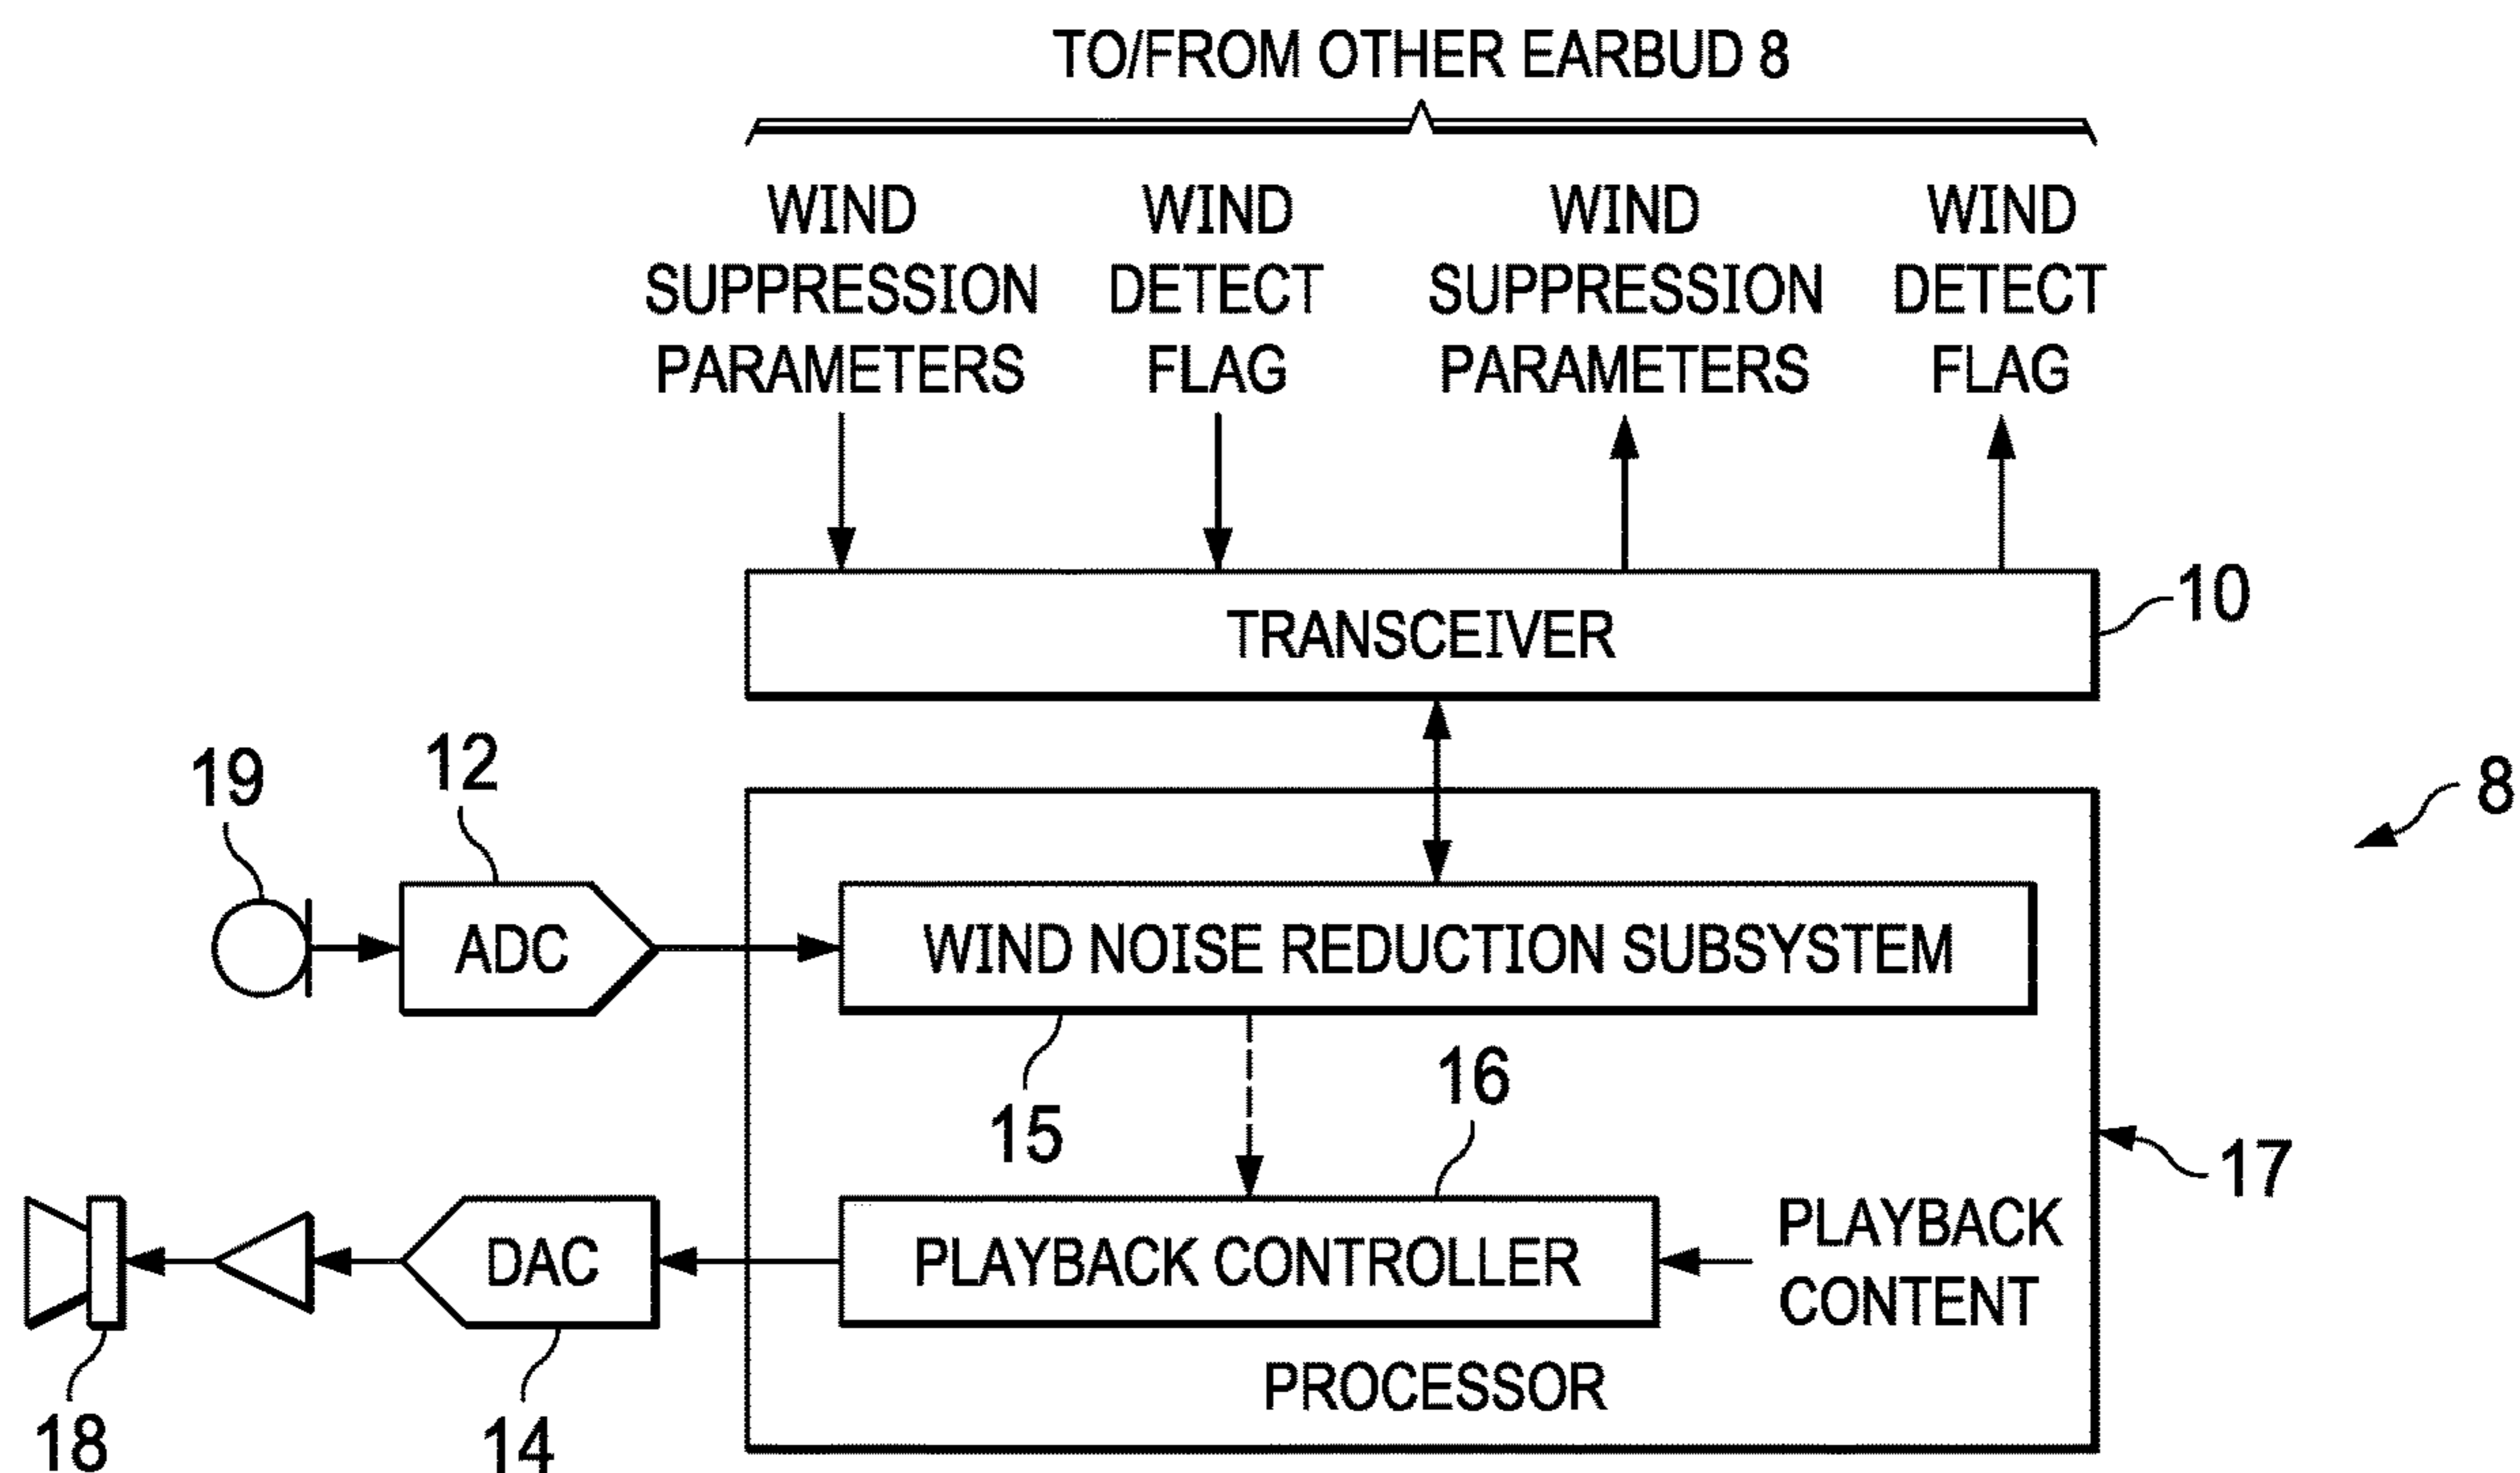 TO/FROM OTHER EARBUD 8
WIND
SUPPRESSION
PARAMETERS
WIND
DETECT
FLAG
WIND
SUPPRESSION
PARAMETERS
WIND
DETECT
FLAG
TRANSCEIVER
10
19
12
8
ADC
WIND NOISE REDUCTION SUBSYSTEM
15
16
17
DAC
PLAYBACK CONTROLLER
PLAYBACK
CONTENT
PROCESSOR
18
14